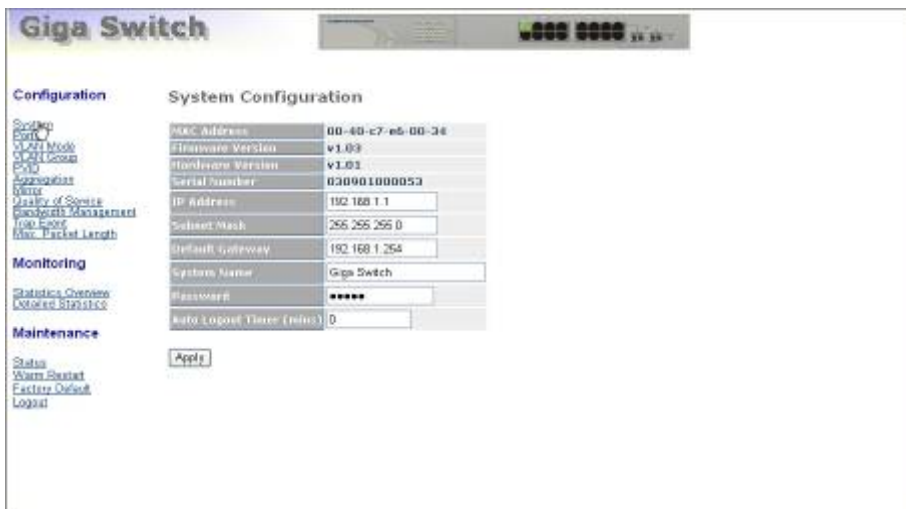 Giga Switch
Configuration
System
Port
VLAN Mode
VLAN Group
PVID
Aggregation
Mirror
Quality of Service
Bandwidth Management
Trap Event
Max. Packet Length
Monitoring
Statistics Overview
Detailed Statistics
Maintenance
Status
Warm Restart
Factory Default
Logout
System Configuration
MAC Address 00-40-c7-e6-00-34
Firmware Version v1.03
Hardware Version v1.01
Serial Number 030901000053
IP Address 192.168.1.1
Subnet Mask 255.255.255.0
Default Gateway 192.168.1.254
System Name Giga Switch
Password •••••
Auto Logout Timer (mins) 0
Apply